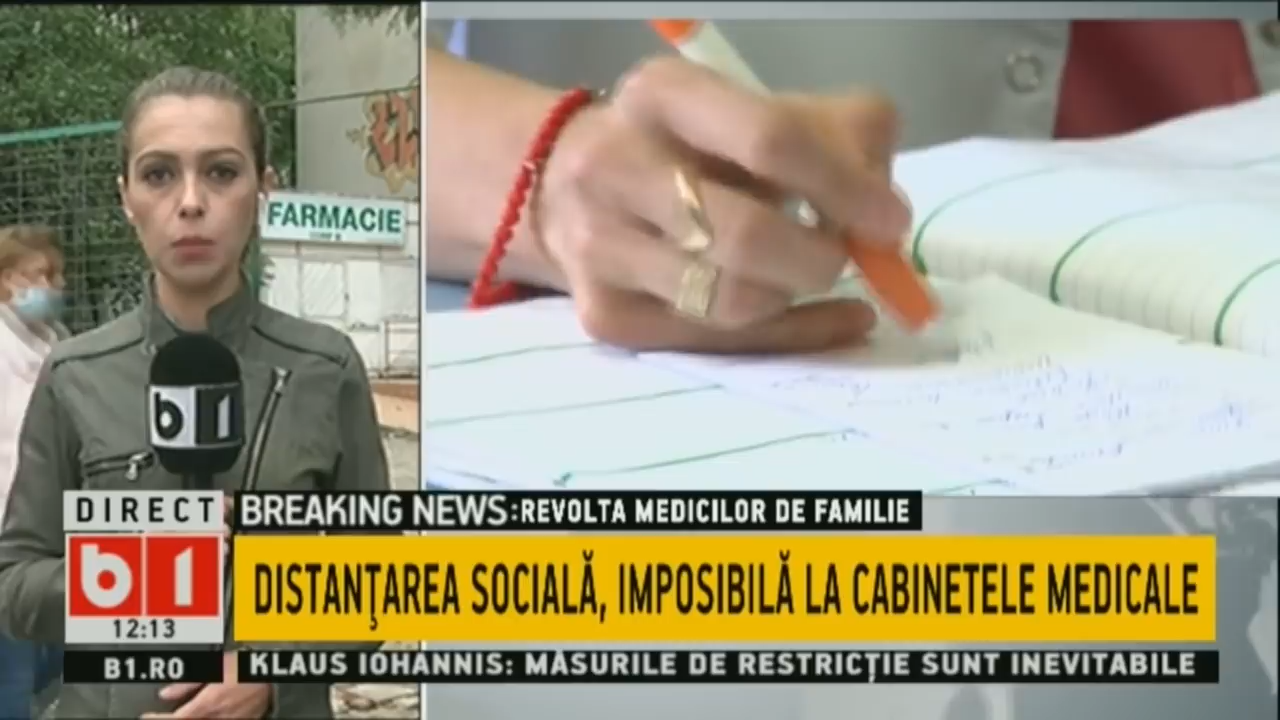 FARMACIE
b1
DIRECT
BREAKING NEWS: REVOLTA MEDICILOR DE FAMILIE
b1
DISTANŢAREA SOCIALĂ, IMPOSIBILĂ LA CABINETELE MEDICALE
12:13
B1.RO
KLAUS IOHANNIS: MĂSURILE DE RESTRICŢIE SUNT INEVITABILE